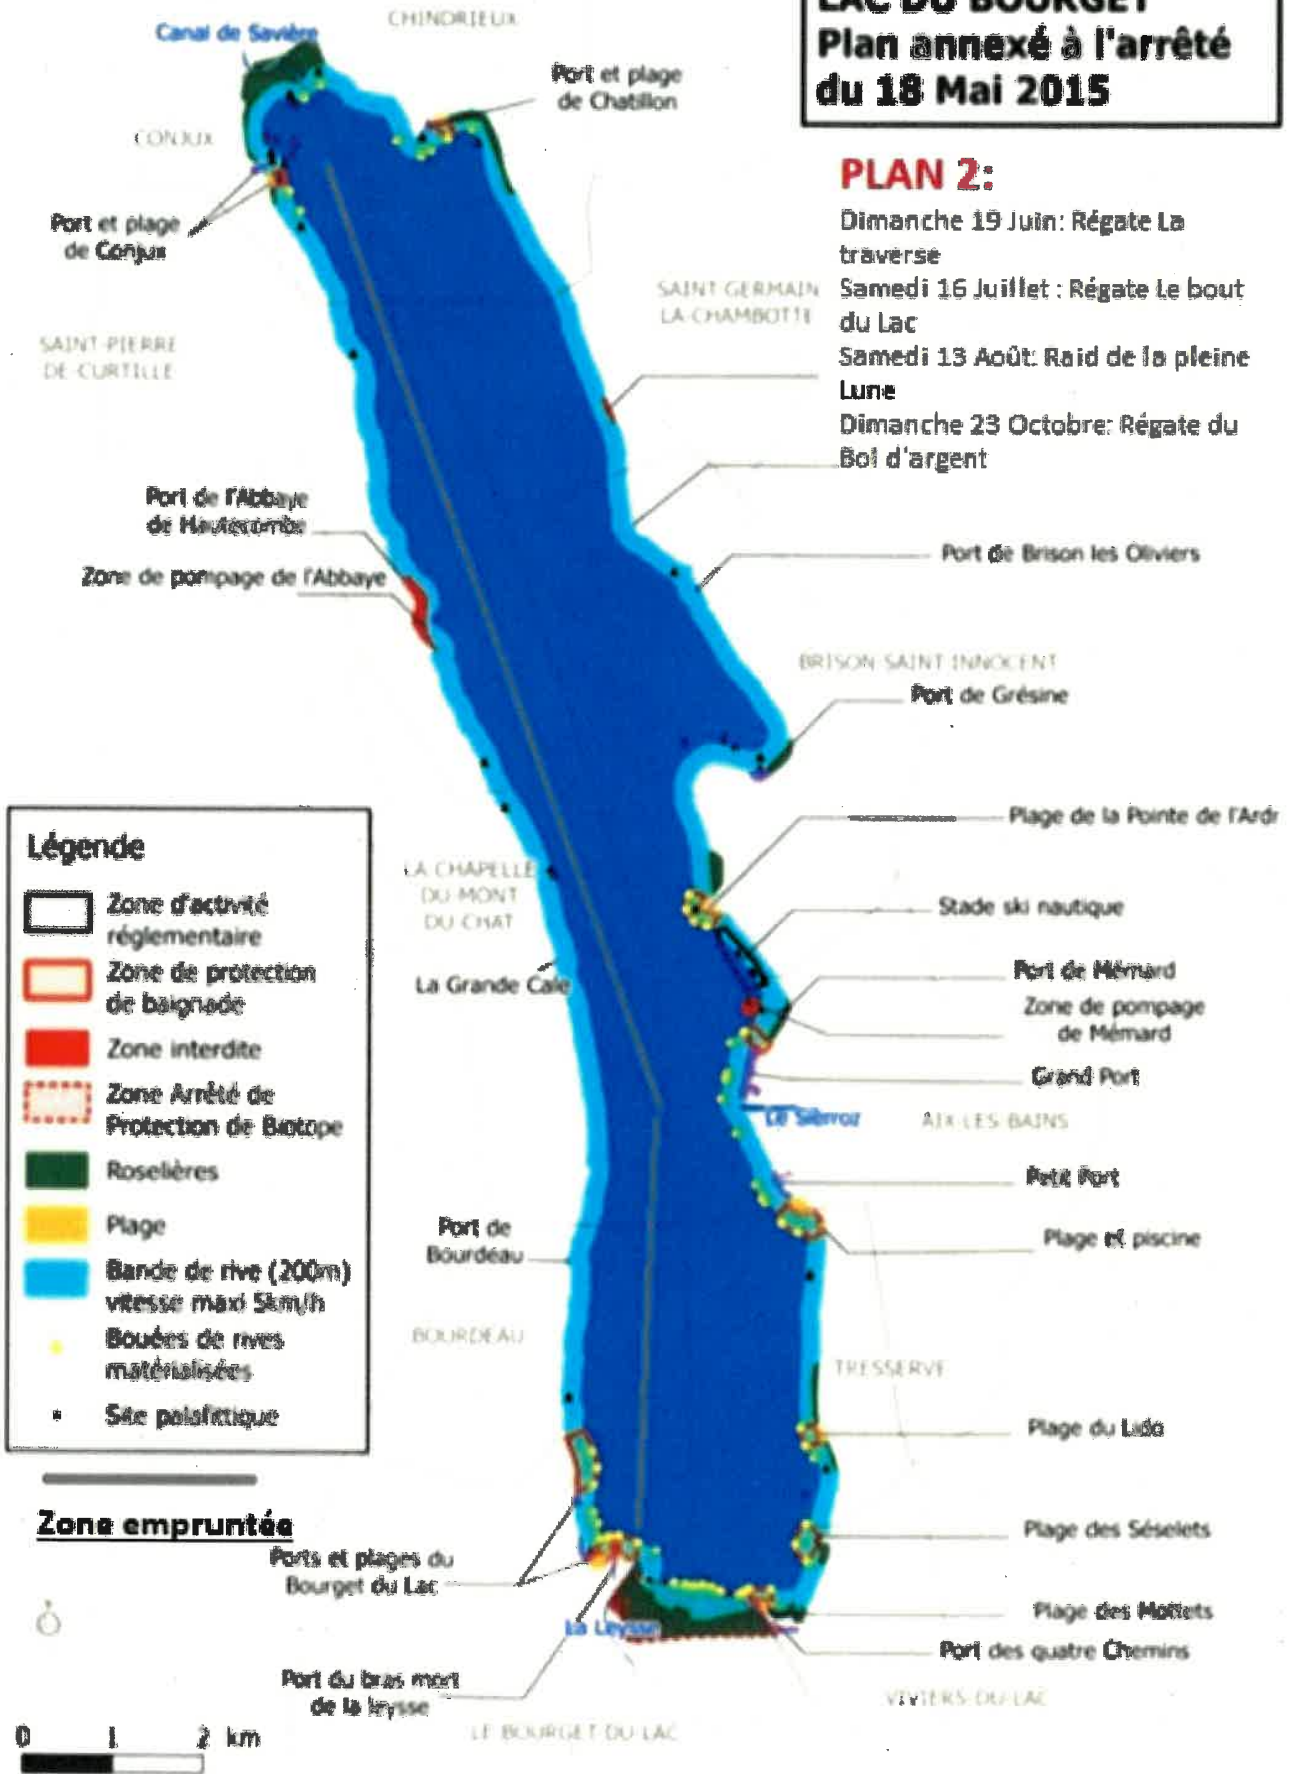 LAC DU BOURGET
Plan annexé à l'arrêté
du 18 Mai 2015
PLAN 2:
Dimanche 19 Juin: Régate La
traverse
Samedi 16 Juillet : Régate Le bout
du Lac
Samedi 13 Août: Raid de la pleine
Lune
Dimanche 23 Octobre: Régate du
Bol d'argent
CHINDRIEUX
Canal de Savière
Port et plage
de Chatillon
CONJUX
Port et plage
de Conjux
SAINT GERMAIN
LA-CHAMBOTTE
SAINT-PIERRE
DE-CURTILLE
Port de l'Abbaye
de Hautecombe
Zone de pompage de l'Abbaye
Port de Brison les Oliviers
BRISON SAINT INNOCENT
Port de Grésine
Plage de la Pointe de l'Ardr
LA CHAPELLE
DU-MONT
DU-CHAT
Stade ski nautique
La Grande Cale
Port de Mémard
Zone de pompage
de Mémard
Grand Port
Le Sierroz
AIX-LES-BAINS
Petit Port
Port de
Bourdeau
Plage et piscine
BOURDEAU
TRESSERVE
Plage du Lido
Plage des Séselets
Ports et plages du
Bourget du Lac
Plage des Mottets
La Leysse
Port des quatre Chemins
Port du bras mort
de la leysse
VIVIERS-DU-LAC
LE BOURGET DU LAC
Légende
Zone d'activité
réglementaire
Zone de protection
de baignade
Zone interdite
Zone Arrêté de
Protection de Biotope
Roselières
Plage
Bande de rive (200m)
vitesse maxi 5km/h
Bouées de rives
matérialisées
Site palafittique
Zone empruntée
0 1 2 km